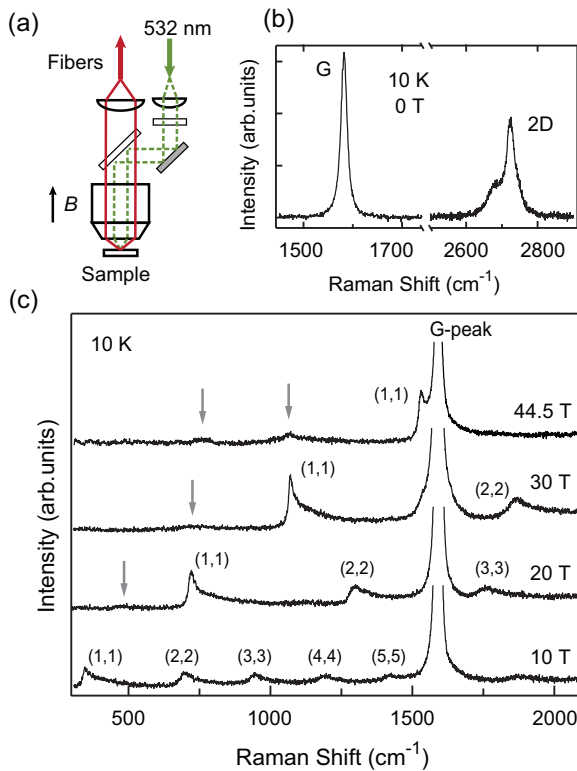 (a)
532 nm
Fibers
B
Sample
(b)
Intensity (arb.units)
G
10 K
0 T
2D
1500
1700
2600
2800
Raman Shift (cm⁻¹)
(c)
10 K
G-peak
(1,1)
44.5 T
(1,1)
(2,2)
30 T
(1,1)
(2,2)
(3,3)
20 T
(1,1)
(2,2)
(3,3)
(4,4)
(5,5)
10 T
Intensity (arb.units)
500
1000
1500
2000
Raman Shift (cm⁻¹)